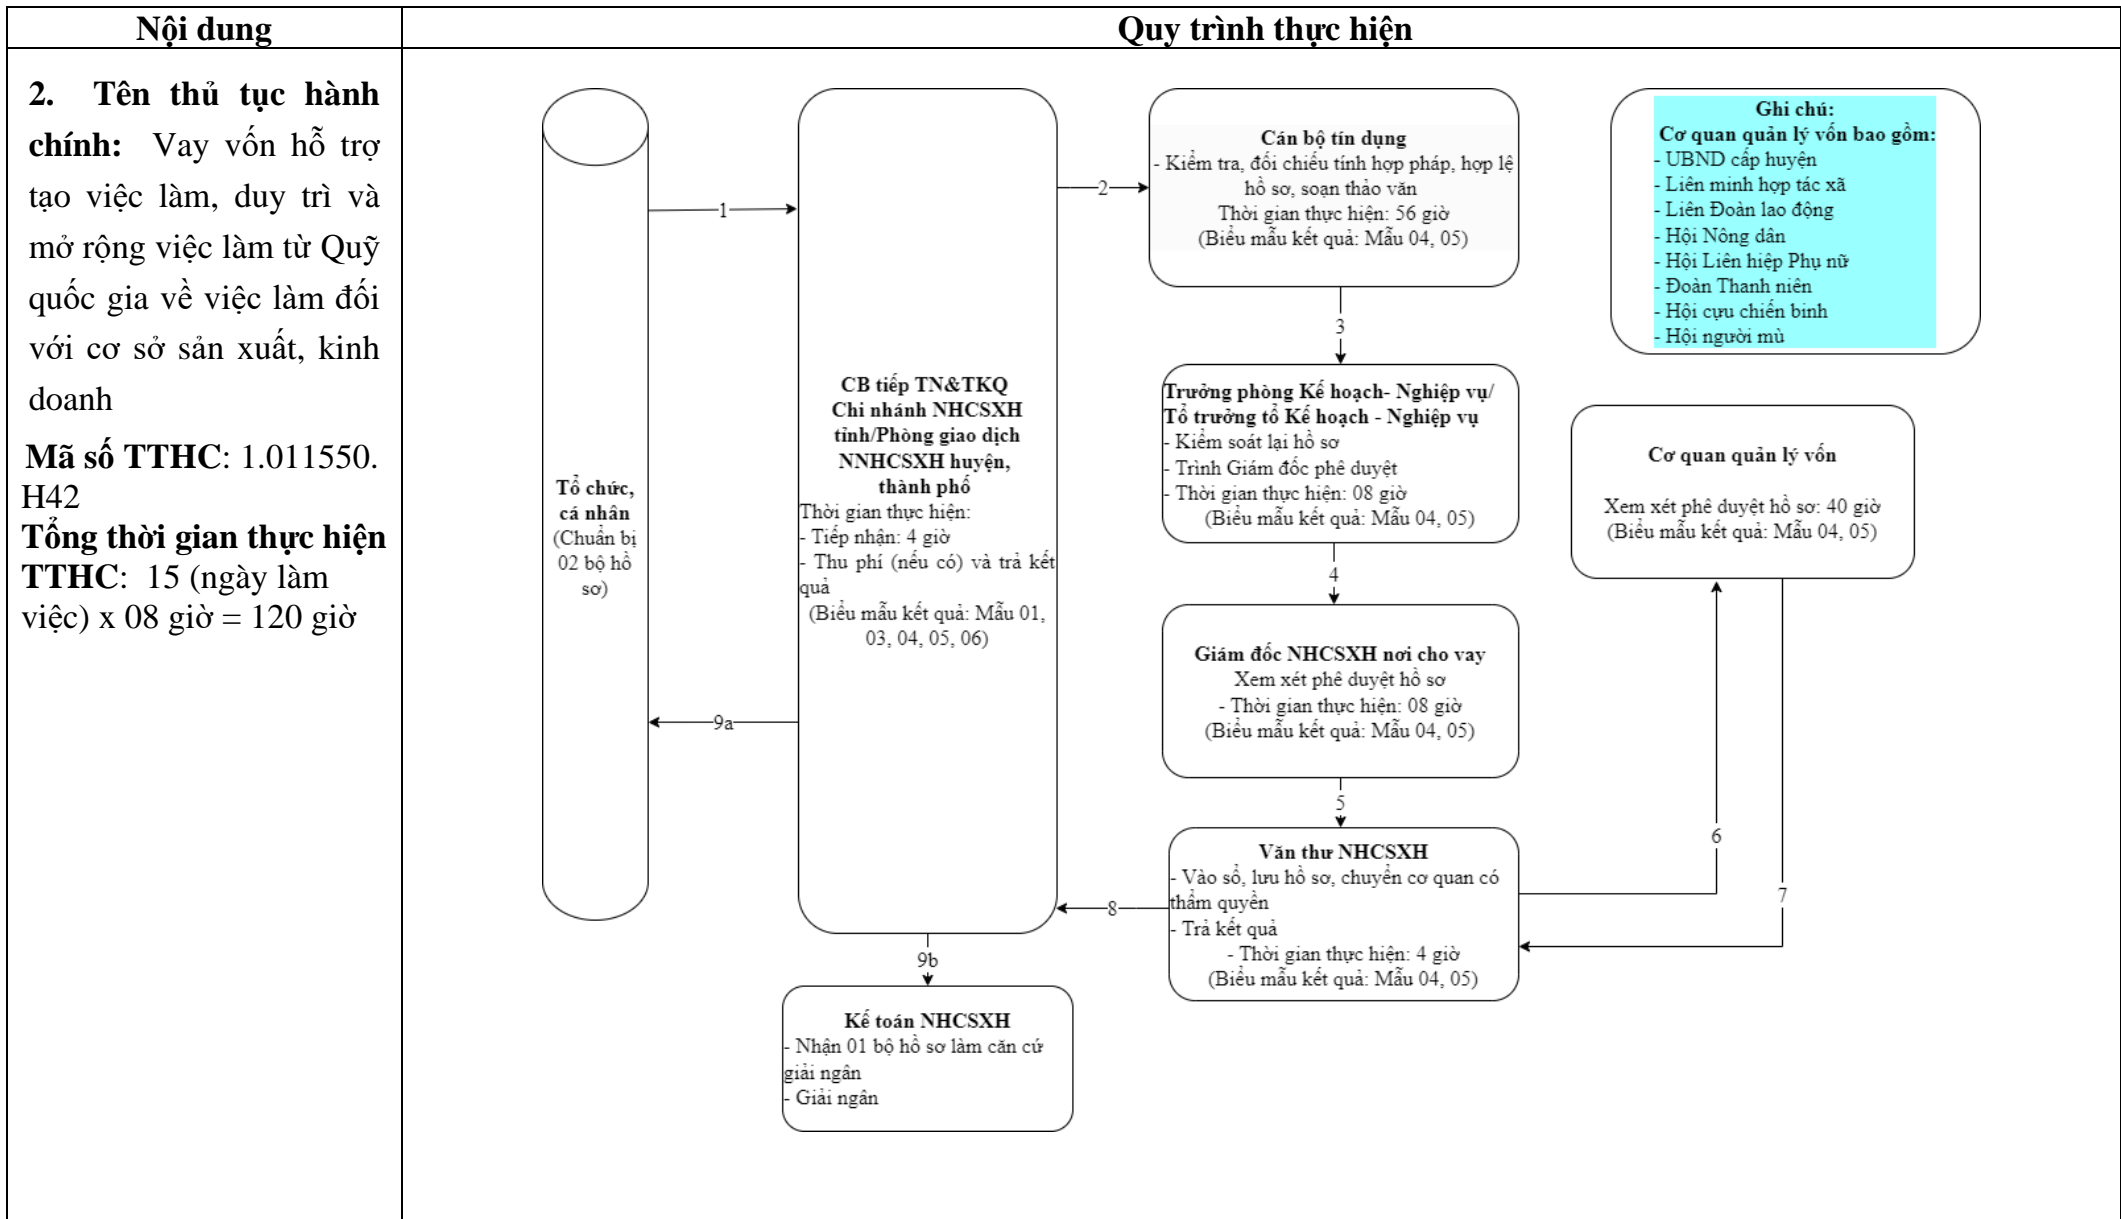 Nội dung
Quy trình thực hiện
2. Tên thủ tục hành
chính: Vay vốn hỗ trợ
tạo việc làm, duy trì và
mở rộng việc làm từ Quỹ
quốc gia về việc làm đối
với cơ sở sản xuất, kinh
doanh
Mã số TTHC: 1.011550.
H42
Tổng thời gian thực hiện
TTHC: 15 (ngày làm
việc) x 08 giờ = 120 giờ
Tổ chức,
cá nhân
(Chuẩn bị
02 bộ hồ
sơ)
1
9a
CB tiếp TN&TKQ
Chi nhánh NHCSXH
tỉnh/Phòng giao dịch
NNHCSXH huyện,
thành phố
Thời gian thực hiện:
- Tiếp nhận: 4 giờ
- Thu phí (nếu có) và trả kết
quả
(Biểu mẫu kết quả: Mẫu 01,
03, 04, 05, 06)
2
Cán bộ tín dụng
- Kiểm tra, đối chiếu tính hợp pháp, hợp lệ
hồ sơ, soạn thảo văn
Thời gian thực hiện: 56 giờ
(Biểu mẫu kết quả: Mẫu 04, 05)
3
Trưởng phòng Kế hoạch- Nghiệp vụ/
Tổ trưởng tổ Kế hoạch - Nghiệp vụ
- Kiểm soát lại hồ sơ
- Trình Giám đốc phê duyệt
- Thời gian thực hiện: 08 giờ
(Biểu mẫu kết quả: Mẫu 04, 05)
4
Giám đốc NHCSXH nơi cho vay
Xem xét phê duyệt hồ sơ
- Thời gian thực hiện: 08 giờ
(Biểu mẫu kết quả: Mẫu 04, 05)
5
Văn thư NHCSXH
- Vào sổ, lưu hồ sơ, chuyển cơ quan có
thẩm quyền
- Trả kết quả
- Thời gian thực hiện: 4 giờ
(Biểu mẫu kết quả: Mẫu 04, 05)
6
7
8
9b
Kế toán NHCSXH
- Nhận 01 bộ hồ sơ làm căn cứ
giải ngân
- Giải ngân
Ghi chú:
Cơ quan quản lý vốn bao gồm:
- UBND cấp huyện
- Liên minh hợp tác xã
- Liên Đoàn lao động
- Hội Nông dân
- Hội Liên hiệp Phụ nữ
- Đoàn Thanh niên
- Hội cựu chiến binh
- Hội người mù
Cơ quan quản lý vốn
Xem xét phê duyệt hồ sơ: 40 giờ
(Biểu mẫu kết quả: Mẫu 04, 05)